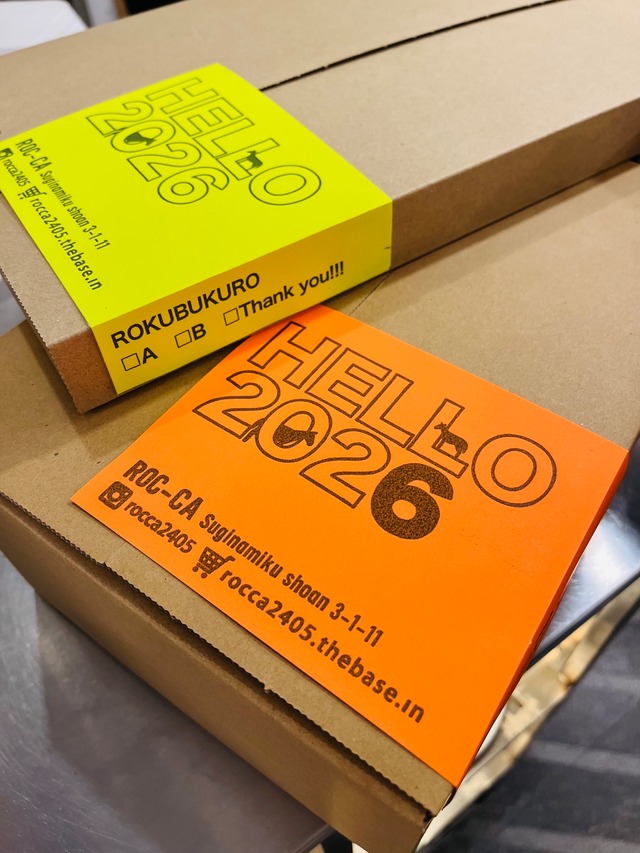 HELLO
2026
ROC-CA Suginamiku shoan 3-1-11
rocca2405 rocca2405.thebase.in
ROKUBUKURO
□A □B □Thank you!!!
HELLO
2026
ROC-CA Suginamiku shoan 3-1-11
rocca2405 rocca2405.thebase.in